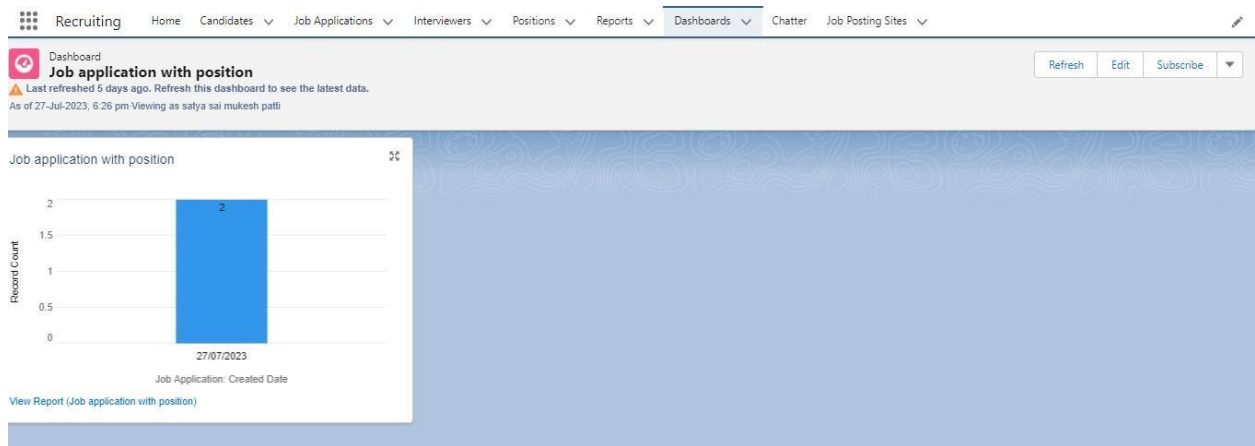 Recruiting Home Candidates Job Applications Interviewers Positions Reports Dashboards Chatter Job Posting Sites
Dashboard
Job application with position
Last refreshed 5 days ago. Refresh this dashboard to see the latest data.
As of 27-Jul-2023, 6:26 pm·Viewing as satya sai mukesh patti
Refresh Edit Subscribe
Job application with position
2
2
1.5
1
0.5
0
Record Count
27/07/2023
Job Application: Created Date
View Report (Job application with position)